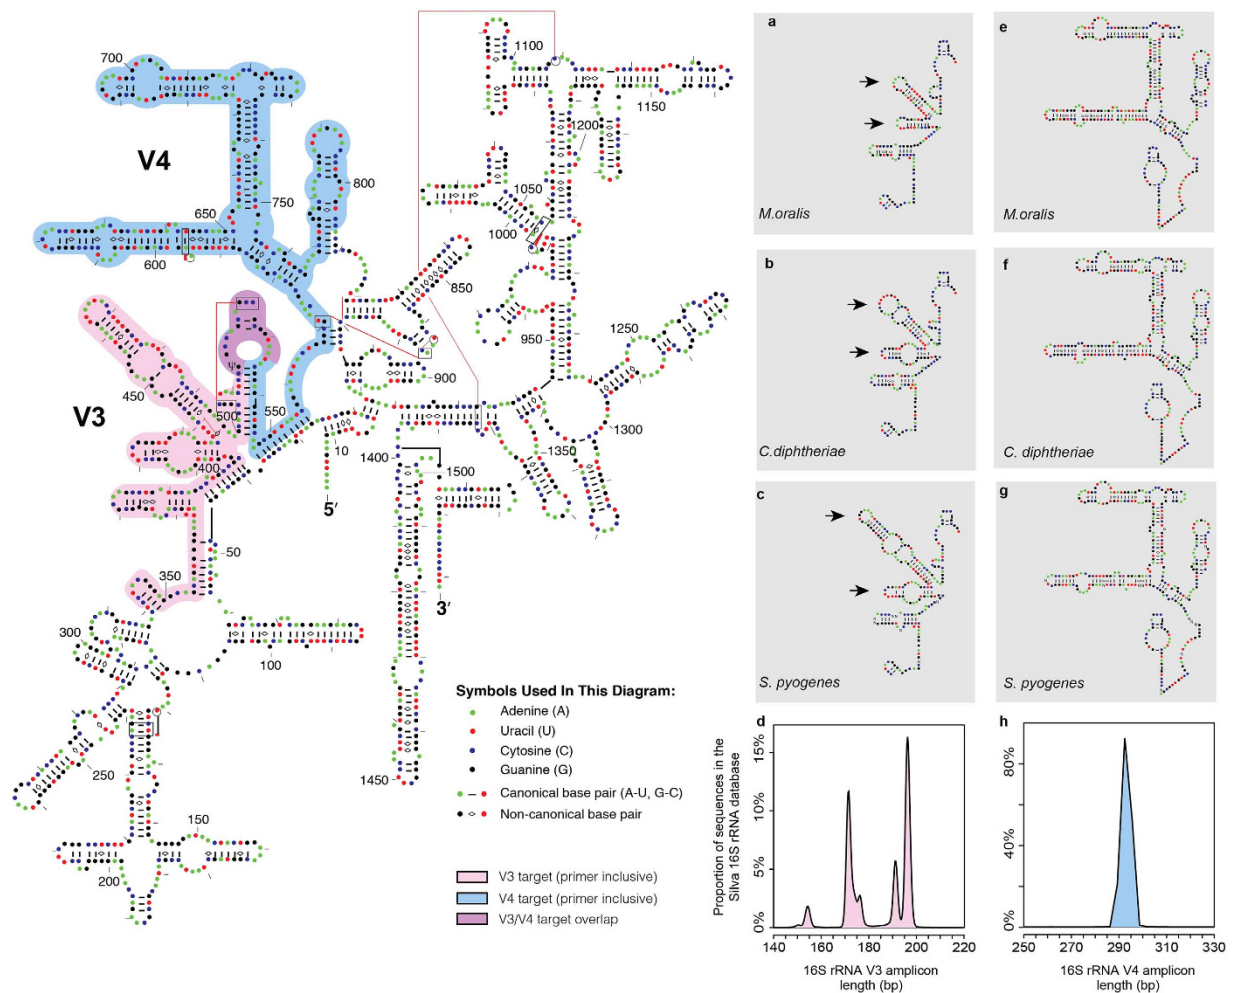 700
V4
650
600
750
800
V3
450
400
500
550
350
50
300
250
200
150
100
10
5′
3′
1400
1500
1450
1100
1150
1200
1050
1000
950
850
900
1250
1300
1350
Symbols Used In This Diagram:
Adenine (A)
Uracil (U)
Cytosine (C)
Guanine (G)
Canonical base pair (A-U, G-C)
Non-canonical base pair
V3 target (primer inclusive)
V4 target (primer inclusive)
V3/V4 target overlap
a
M.oralis
b
C.diphtheriae
c
S. pyogenes
d
Proportion of sequences in the
Silva 16S rRNA database
15%
10%
5%
0%
140 160 180 200 220
16S rRNA V3 amplicon
length (bp)
e
M.oralis
f
C. diphtheriae
g
S. pyogenes
h
80%
40%
0%
250 270 290 310 330
16S rRNA V4 amplicon
length (bp)